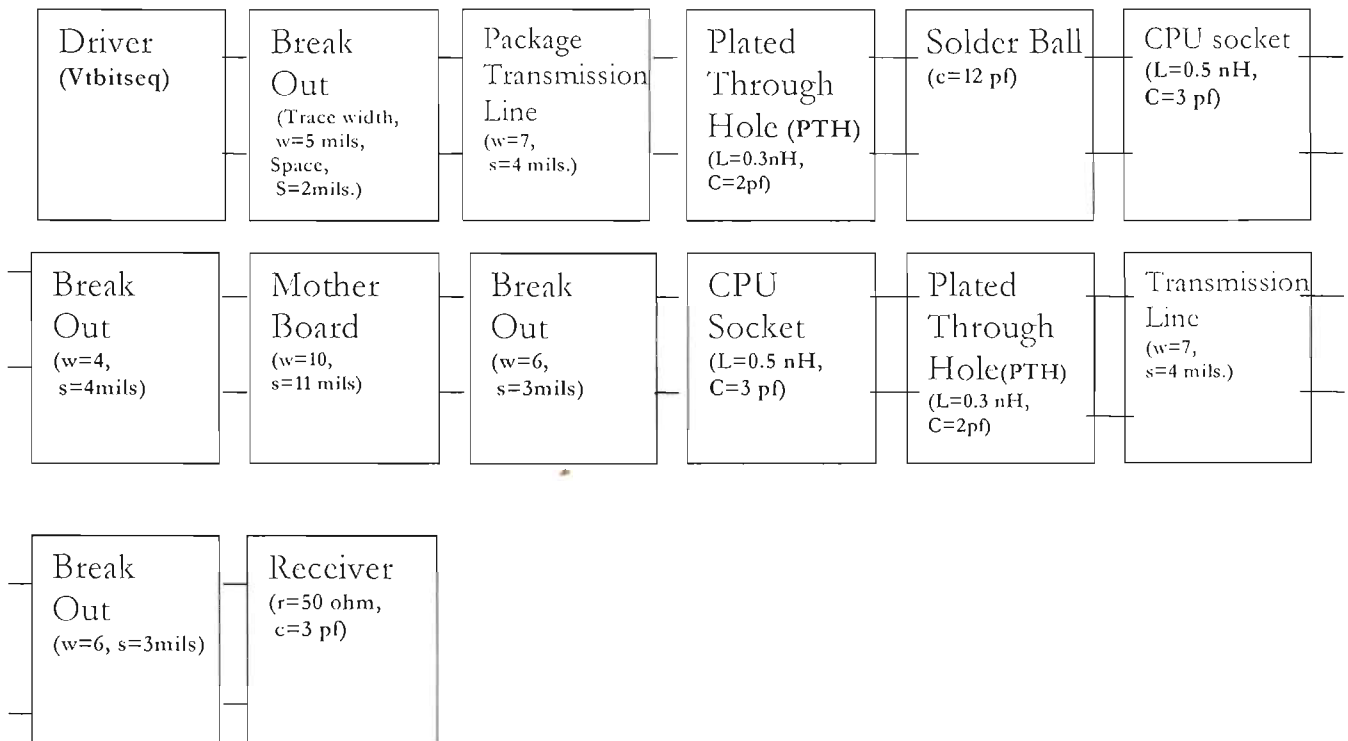 Driver
(Vtbitseq)
Break
Out
(Trace width,
w=5 mils,
Space,
S=2mils.)
Package
Transmission
Line
(w=7,
s=4 mils.)
Plated
Through
Hole (PTH)
(L=0.3nH,
C=2pf)
Solder Ball
(c=12 pf)
CPU socket
(L=0.5 nH,
C=3 pf)
Break
Out
(w=4,
s=4mils)
Mother
Board
(w=10,
s=11 mils)
Break
Out
(w=6,
s=3mils)
CPU
Socket
(L=0.5 nH,
C=3 pf)
Plated
Through
Hole(PTH)
(L=0.3 nH,
C=2pf)
Transmission
Line
(w=7,
s=4 mils.)
Break
Out
(w=6, s=3mils)
Receiver
(r=50 ohm,
c=3 pf)